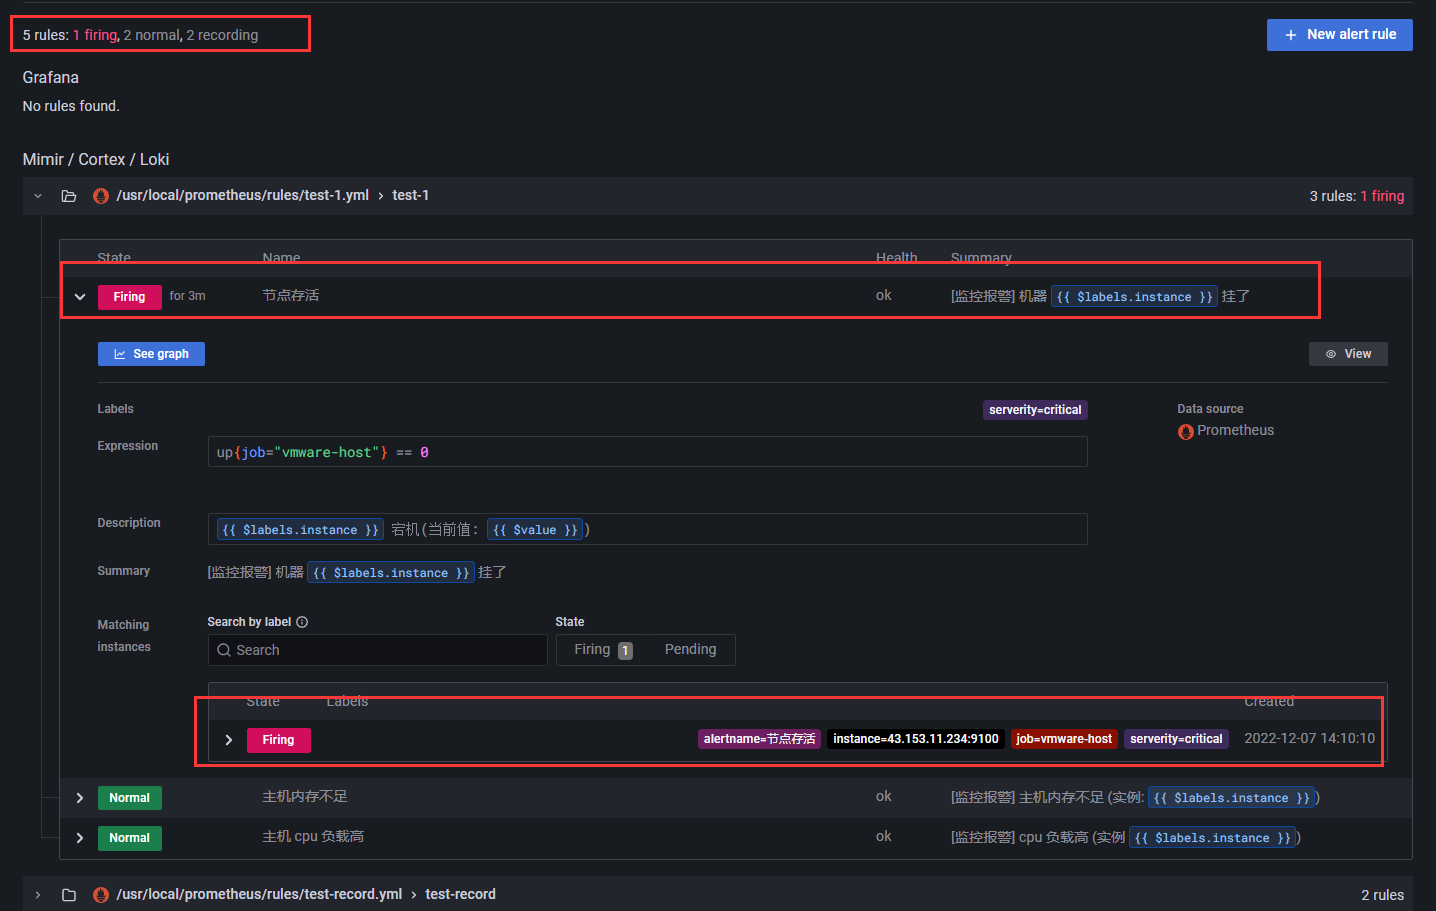 5 rules: 1 firing, 2 normal, 2 recording
New alert rule
Grafana
No rules found.
Mimir / Cortex / Loki
/usr/local/prometheus/rules/test-1.yml › test-1
3 rules: 1 firing
State Name Health Summary
Firing for 3m 节点存活 ok [监控报警] 机器 {{ $labels.instance }} 挂了
See graph
View
Labels serverity=critical
Data source
Prometheus
Expression up{job="vmware-host"} == 0
Description {{ $labels.instance }} 宕机 (当前值: {{ $value }})
Summary [监控报警] 机器 {{ $labels.instance }} 挂了
Matching instances
Search by label
State
Search
Firing 1 Pending
State Labels Created
Firing alertname=节点存活 instance=43.153.11.234:9100 job=vmware-host serverity=critical 2022-12-07 14:10:10
Normal 主机内存不足 ok [监控报警] 主机内存不足 (实例: {{ $labels.instance }})
Normal 主机 cpu 负载高 ok [监控报警] cpu 负载高 (实例 {{ $labels.instance }})
/usr/local/prometheus/rules/test-record.yml › test-record
2 rules